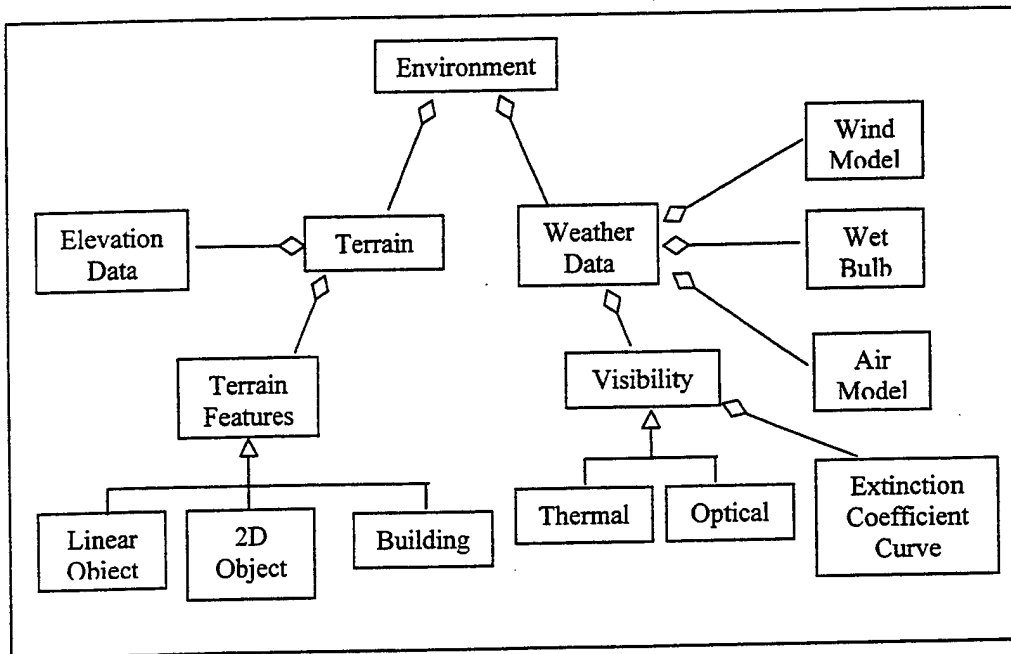 Environment
Wind
Model
Elevation
Data
Terrain
Weather
Data
Wet
Bulb
Terrain
Features
Visibility
Air
Model
Linear
Object
2D
Object
Building
Thermal
Optical
Extinction
Coefficient
Curve